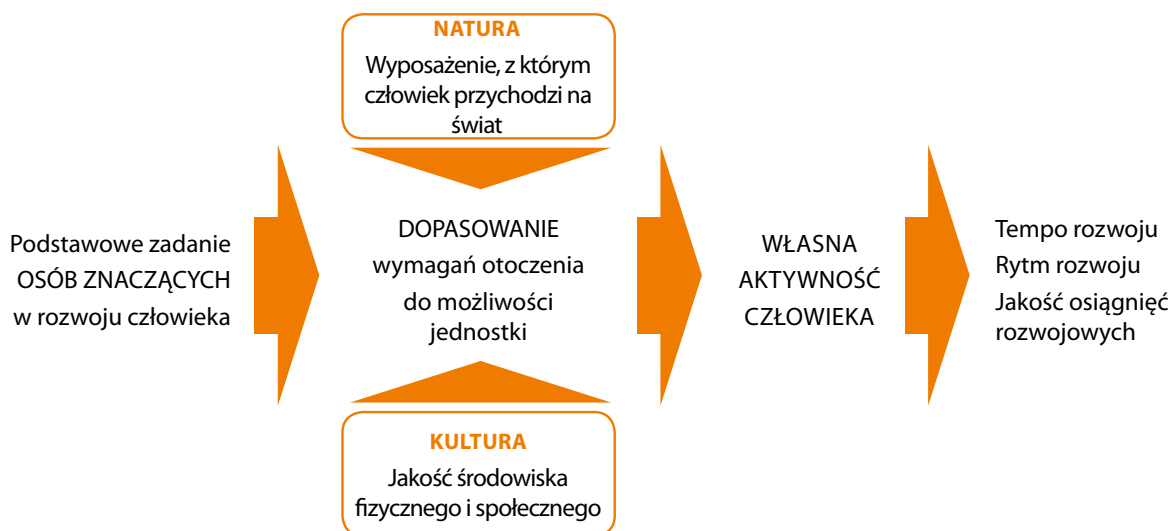 NATURA
Wyposażenie, z którym
człowiek przychodzi na
świat
Podstawowe zadanie
OSÓB ZNACZĄCYCH
w rozwoju człowieka
DOPASOWANIE
wymagań otoczenia
do możliwości
jednostki
WŁASNA
AKTYWNOŚĆ
CZŁOWIEKA
Tempo rozwoju
Rytm rozwoju
Jakość osiągnięć
rozwojowych
KULTURA
Jakość środowiska
fizycznego i społecznego